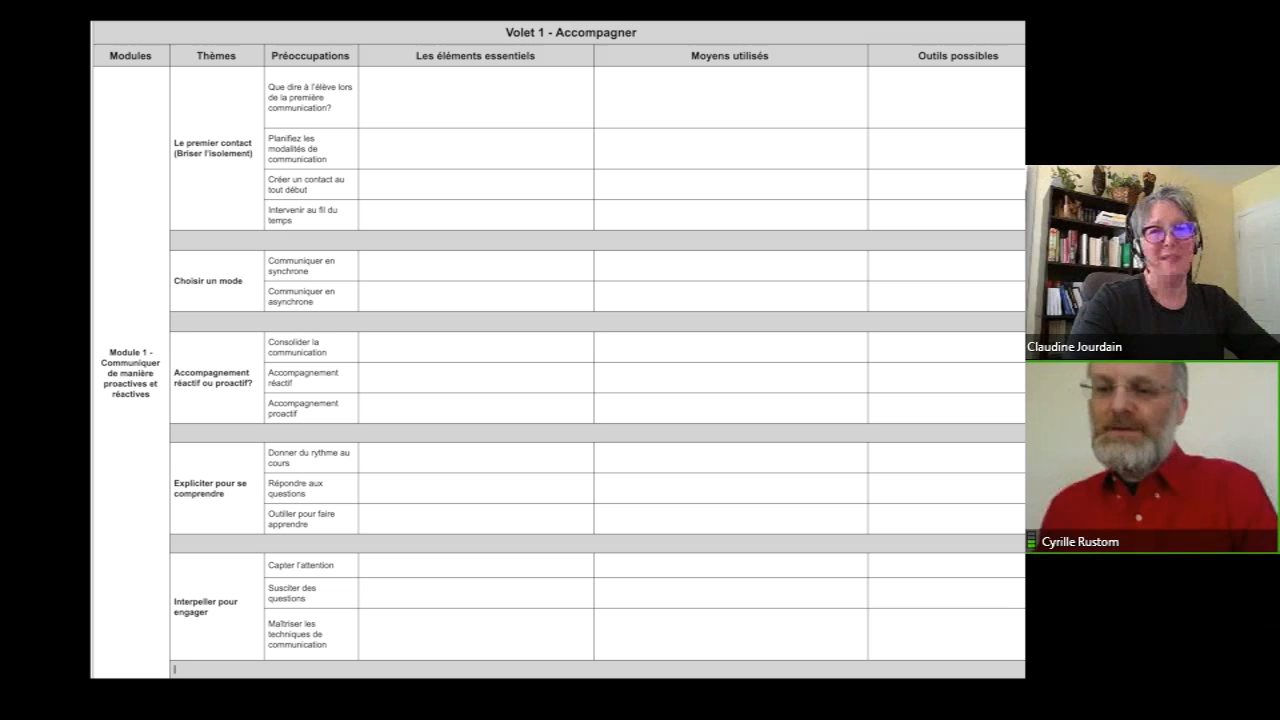 Volet 1 - Accompagner
Modules
Thèmes
Préoccupations
Les éléments essentiels
Moyens utilisés
Outils possibles
Module 1 -
Communiquer
de manière
proactives et
réactives
Le premier contact
(Briser l'isolement)
Que dire à l'élève lors
de la première
communication?
Planifiez les
modalités de
communication
Créer un contact au
tout début
Intervenir au fil du
temps
Choisir un mode
Communiquer en
synchrone
Communiquer en
asynchrone
Accompagnement
réactif ou proactif?
Consolider la
communication
Accompagnement
réactif
Accompagnement
proactif
Expliciter pour se
comprendre
Donner du rythme au
cours
Répondre aux
questions
Outiller pour faire
apprendre
Interpeller pour
engager
Capter l'attention
Susciter des
questions
Maîtriser les
techniques de
communication
Claudine Jourdain
Cyrille Rustom